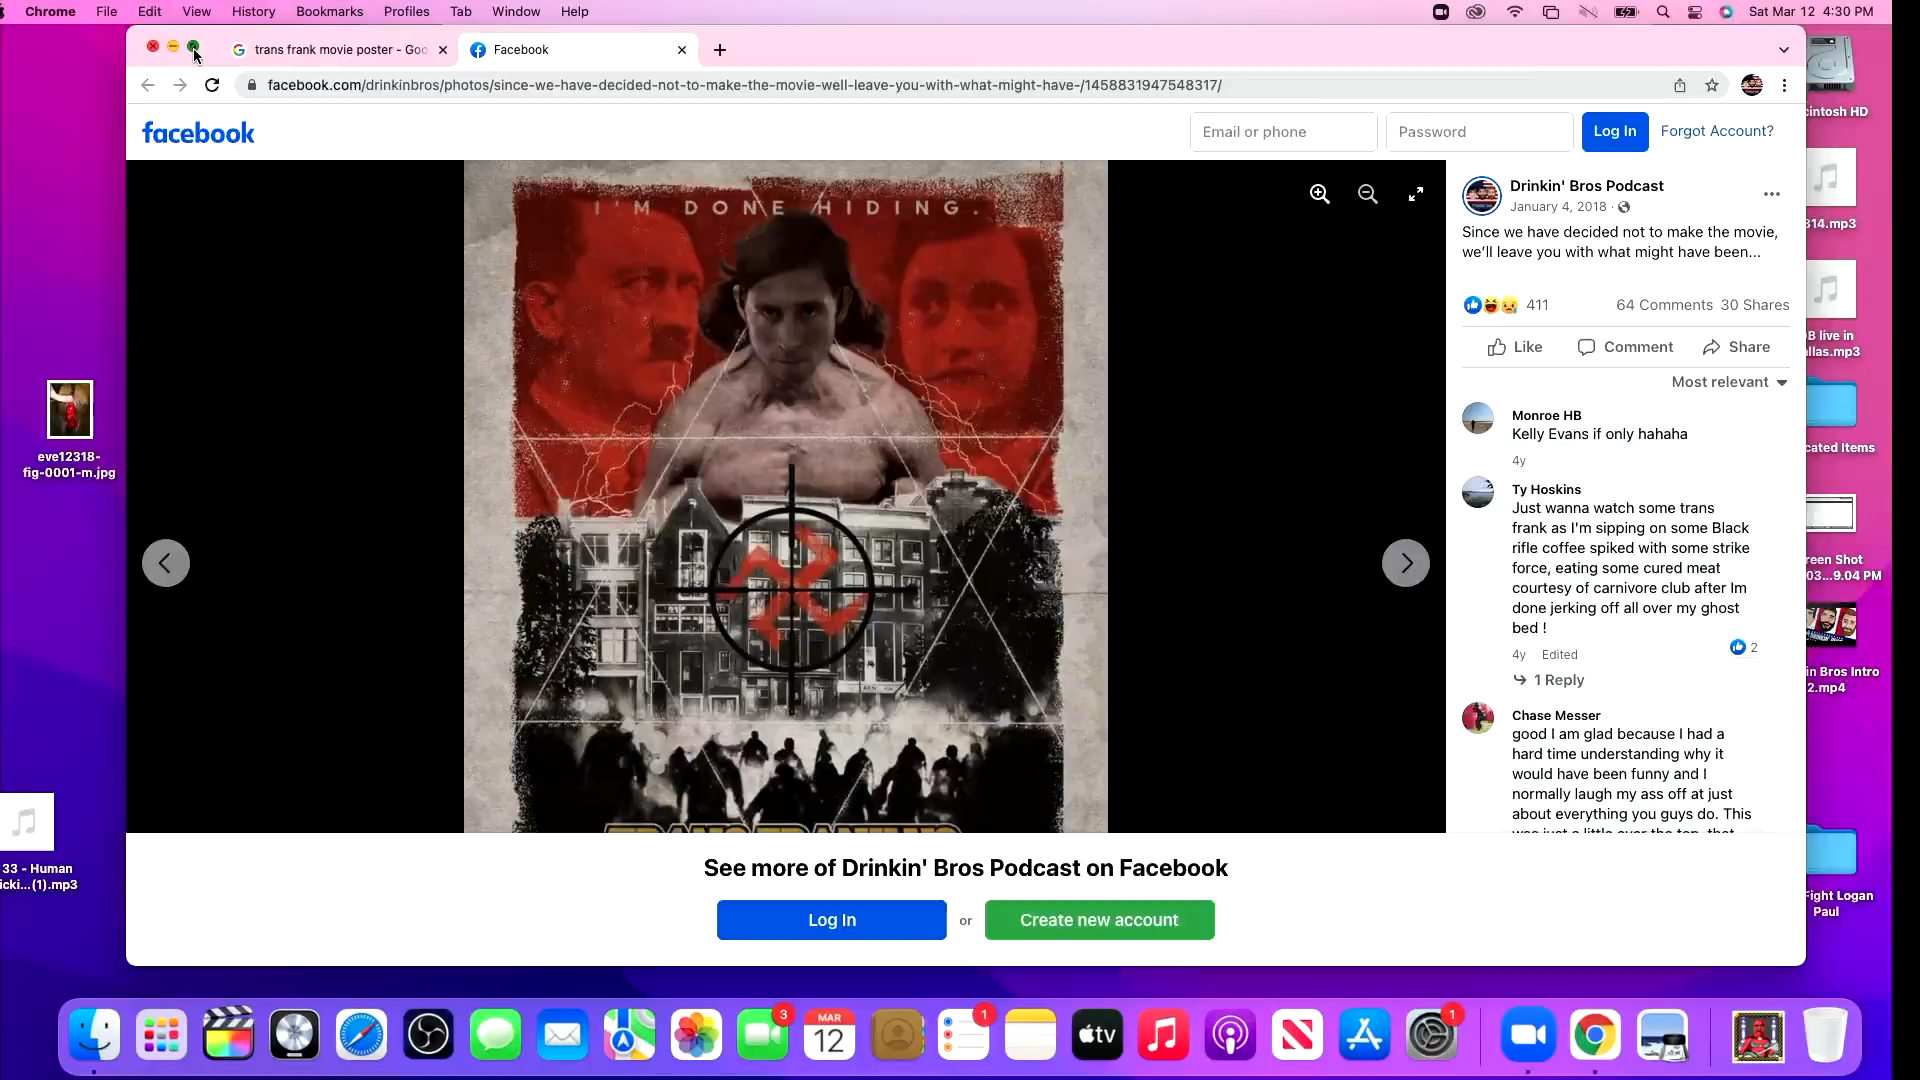 Chrome File Edit View History Bookmarks Profiles Tab Window Help
Sat Mar 12 4:30 PM
trans frank movie poster - Goo
Facebook
facebook.com/drinkinbros/photos/since-we-have-decided-not-to-make-the-movie-well-leave-you-with-what-might-have-/1458831947548317/
facebook
Email or phone
Password
Log In
Forgot Account?
I'M DONE HIDING.
Drinkin' Bros Podcast
January 4, 2018 ·
Since we have decided not to make the movie,
we'll leave you with what might have been...
411
64 Comments 30 Shares
Like
Comment
Share
Most relevant
Monroe HB
Kelly Evans if only hahaha
4y
Ty Hoskins
Just wanna watch some trans
frank as I'm sipping on some Black
rifle coffee spiked with some strike
force, eating some cured meat
courtesy of carnivore club after Im
done jerking off all over my ghost
bed !
2
4y Edited
1 Reply
Chase Messer
good I am glad because I had a
hard time understanding why it
would have been funny and I
normally laugh my ass off at just
about everything you guys do. This
was just a little over the top, that
See more of Drinkin' Bros Podcast on Facebook
Log In
or
Create new account
eve12318-
fig-0001-m.jpg
33 - Human
icki...(1).mp3
cintosh HD
314.mp3
B live in
llas.mp3
cated Items
reen Shot
03...9.04 PM
in Bros Intro
2.mp4
Fight Logan
Paul
3
MAR
12
1
tv
1